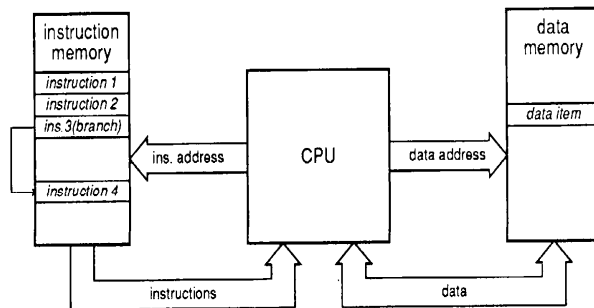 instruction
memory
instruction 1
instruction 2
ins.3(branch)
instruction 4
ins. address
CPU
data address
data
memory
data item
instructions
data